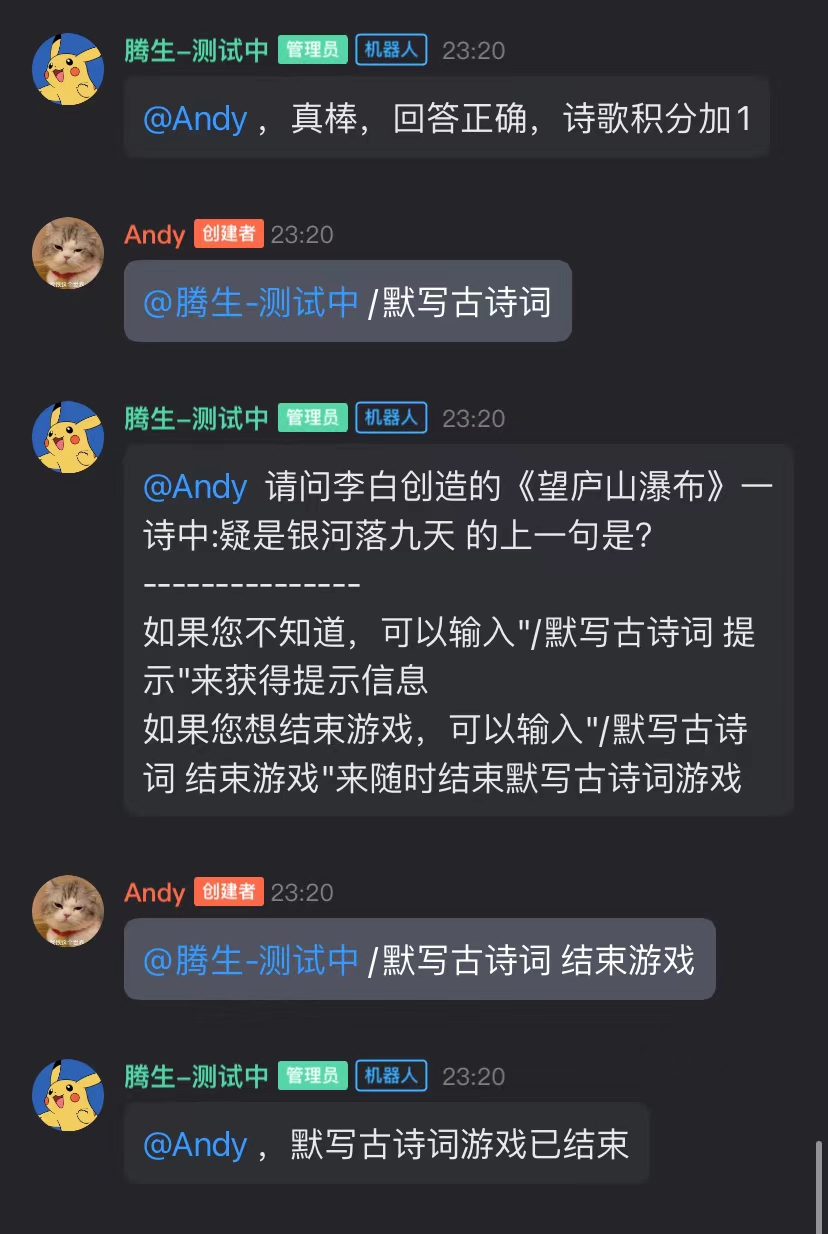 腾生-测试中 管理员 机器人 23:20
@Andy ，真棒，回答正确，诗歌积分加1
Andy 创建者 23:20
@腾生-测试中 /默写古诗词
腾生-测试中 管理员 机器人 23:20
@Andy 请问李白创造的《望庐山瀑布》一
诗中:疑是银河落九天 的上一句是?
---------------
如果您不知道，可以输入"/默写古诗词 提
示"来获得提示信息
如果您想结束游戏，可以输入"/默写古诗
词 结束游戏"来随时结束默写古诗词游戏
Andy 创建者 23:20
@腾生-测试中 /默写古诗词 结束游戏
腾生-测试中 管理员 机器人 23:20
@Andy ，默写古诗词游戏已结束